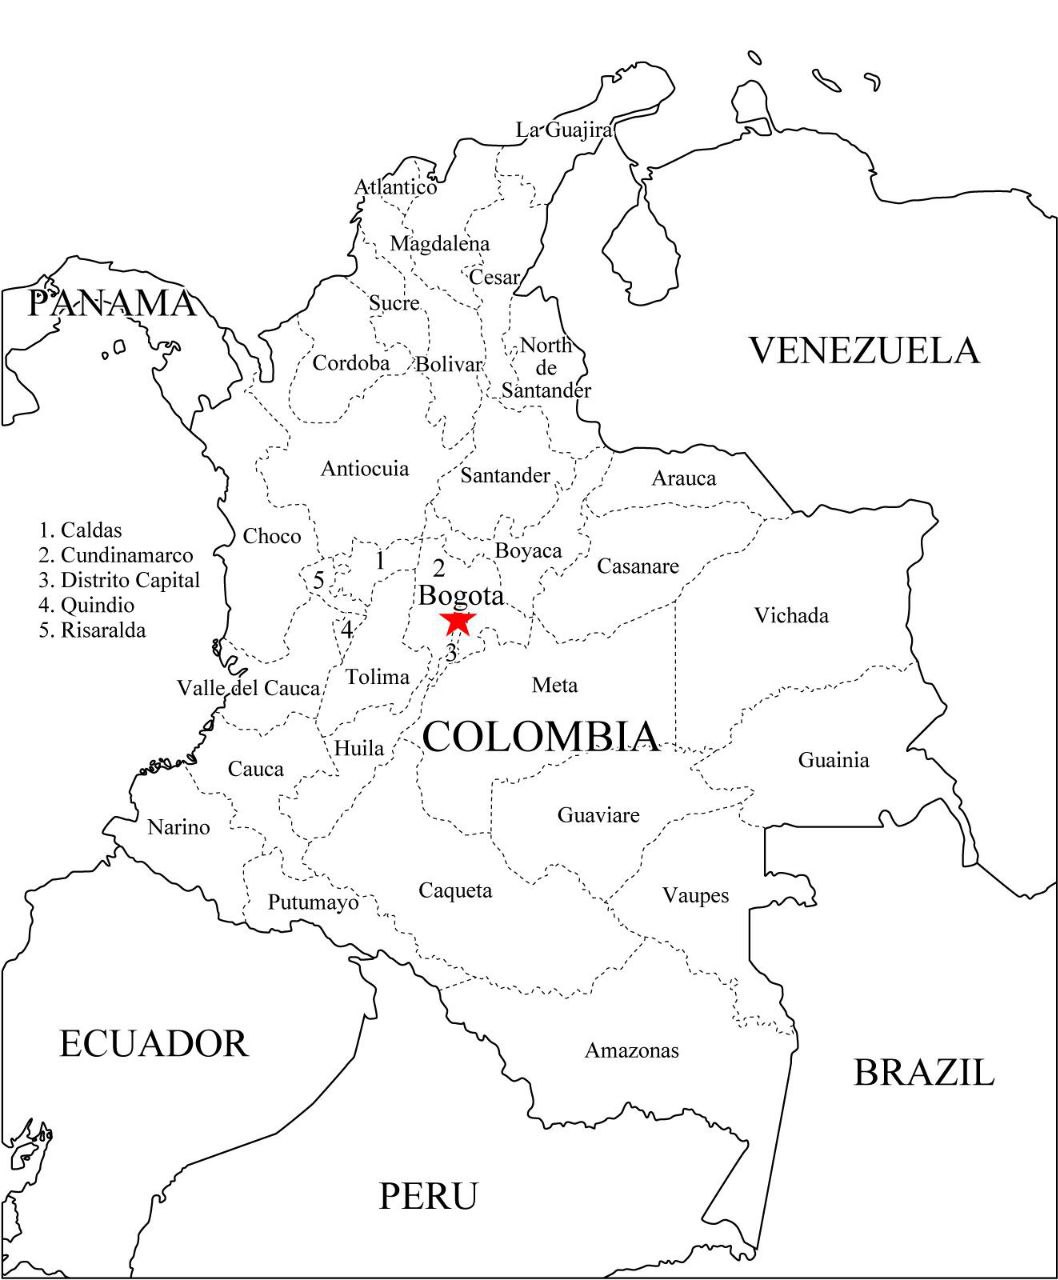 La Guajira
Atlantico
Magdalena
Cesar
PANAMA
Sucre
North
de
Santander
VENEZUELA
Cordoba
Bolivar
Antiocuia
Santander
Arauca
1. Caldas
2. Cundinamarco
3. Distrito Capital
4. Quindio
5. Risaralda
Choco
1
2
Boyaca
Casanare
5
Bogota
Vichada
4
3
Valle del Cauca
Tolima
Meta
COLOMBIA
Huila
Cauca
Guainia
Narino
Guaviare
Caqueta
Vaupes
Putumayo
ECUADOR
Amazonas
BRAZIL
PERU